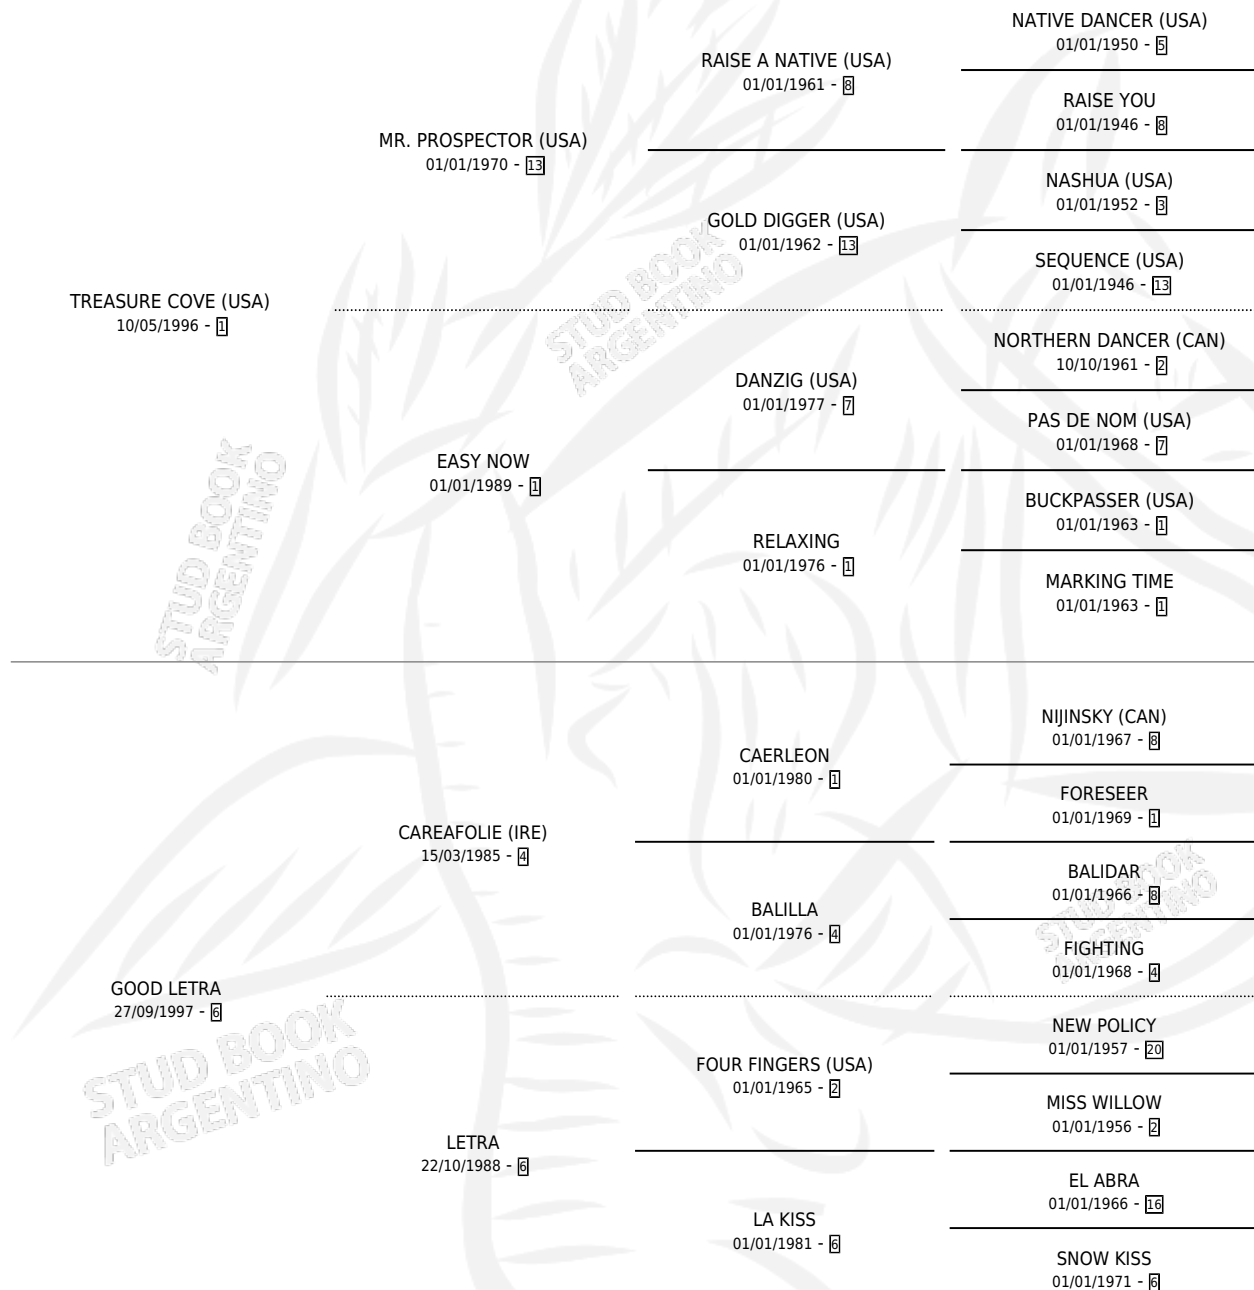 NATIVE DANCER (USA)
01/01/1950 - 5
RAISE A NATIVE (USA)
01/01/1961 - 8
RAISE YOU
01/01/1946 - 8
MR. PROSPECTOR (USA)
01/01/1970 - 13
NASHUA (USA)
01/01/1952 - 3
GOLD DIGGER (USA)
01/01/1962 - 13
SEQUENCE (USA)
01/01/1946 - 13
TREASURE COVE (USA)
10/05/1996 - 1
STUD BOOK
ARGENTINO
NORTHERN DANCER (CAN)
10/10/1961 - 2
DANZIG (USA)
01/01/1977 - 7
PAS DE NOM (USA)
01/01/1968 - 7
EASY NOW
01/01/1989 - 1
BUCKPASSER (USA)
01/01/1963 - 1
RELAXING
01/01/1976 - 1
MARKING TIME
01/01/1963 - 1
STUD BOOK
ARGENTINO
NIJINSKY (CAN)
01/01/1967 - 8
CAERLEON
01/01/1980 - 1
FORESEER
01/01/1969 - 1
CAREAFOLIE (IRE)
15/03/1985 - 4
BALIDAR
01/01/1966 - 8
BALILLA
01/01/1976 - 4
FIGHTING
01/01/1968 - 4
STUD BOOK
ARGENTINO
GOOD LETRA
27/09/1997 - 6
STUD BOOK
ARGENTINO
NEW POLICY
01/01/1957 - 20
FOUR FINGERS (USA)
01/01/1965 - 2
MISS WILLOW
01/01/1956 - 2
LETRA
22/10/1988 - 6
EL ABRA
01/01/1966 - 16
LA KISS
01/01/1981 - 6
SNOW KISS
01/01/1971 - 6